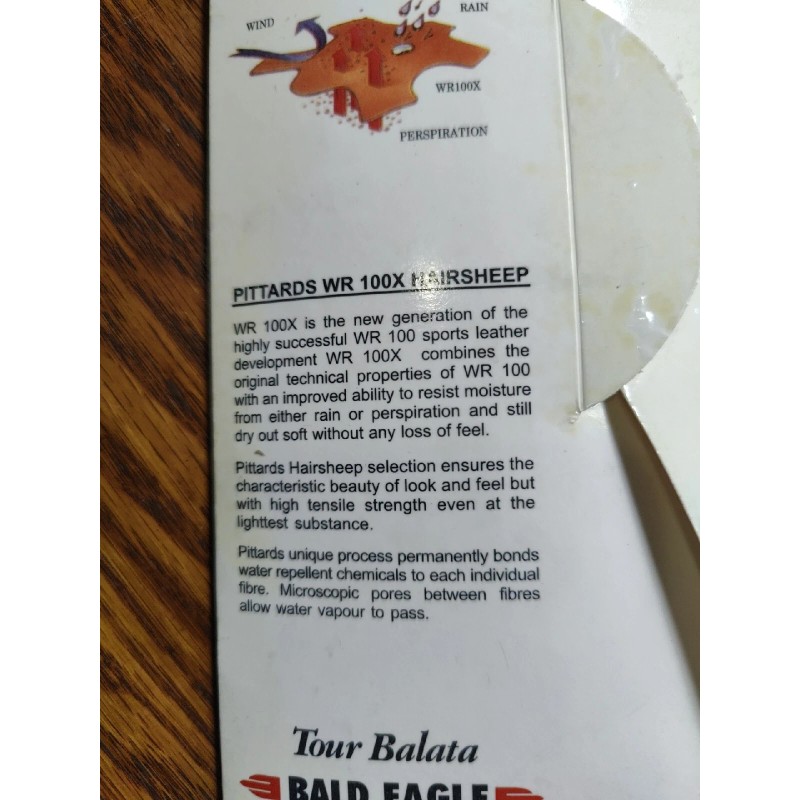 WIND
RAIN
WR100X
PERSPIRATION
PITTARDS WR 100X HAIRSHEEP
WR 100X is the new generation of the
highly successful WR 100 sports leather
development WR 100X combines the
original technical properties of WR 100
with an improved ability to resist moisture
from either rain or perspiration and still
dry out soft without any loss of feel.
Pittards Hairsheep selection ensures the
characteristic beauty of look and feel but
with high tensile strength even at the
lighttest substance.
Pittards unique process permanently bonds
water repellent chemicals to each individual
fibre. Microscopic pores between fibres
allow water vapour to pass.
Tour Balata
BALD EAGLE